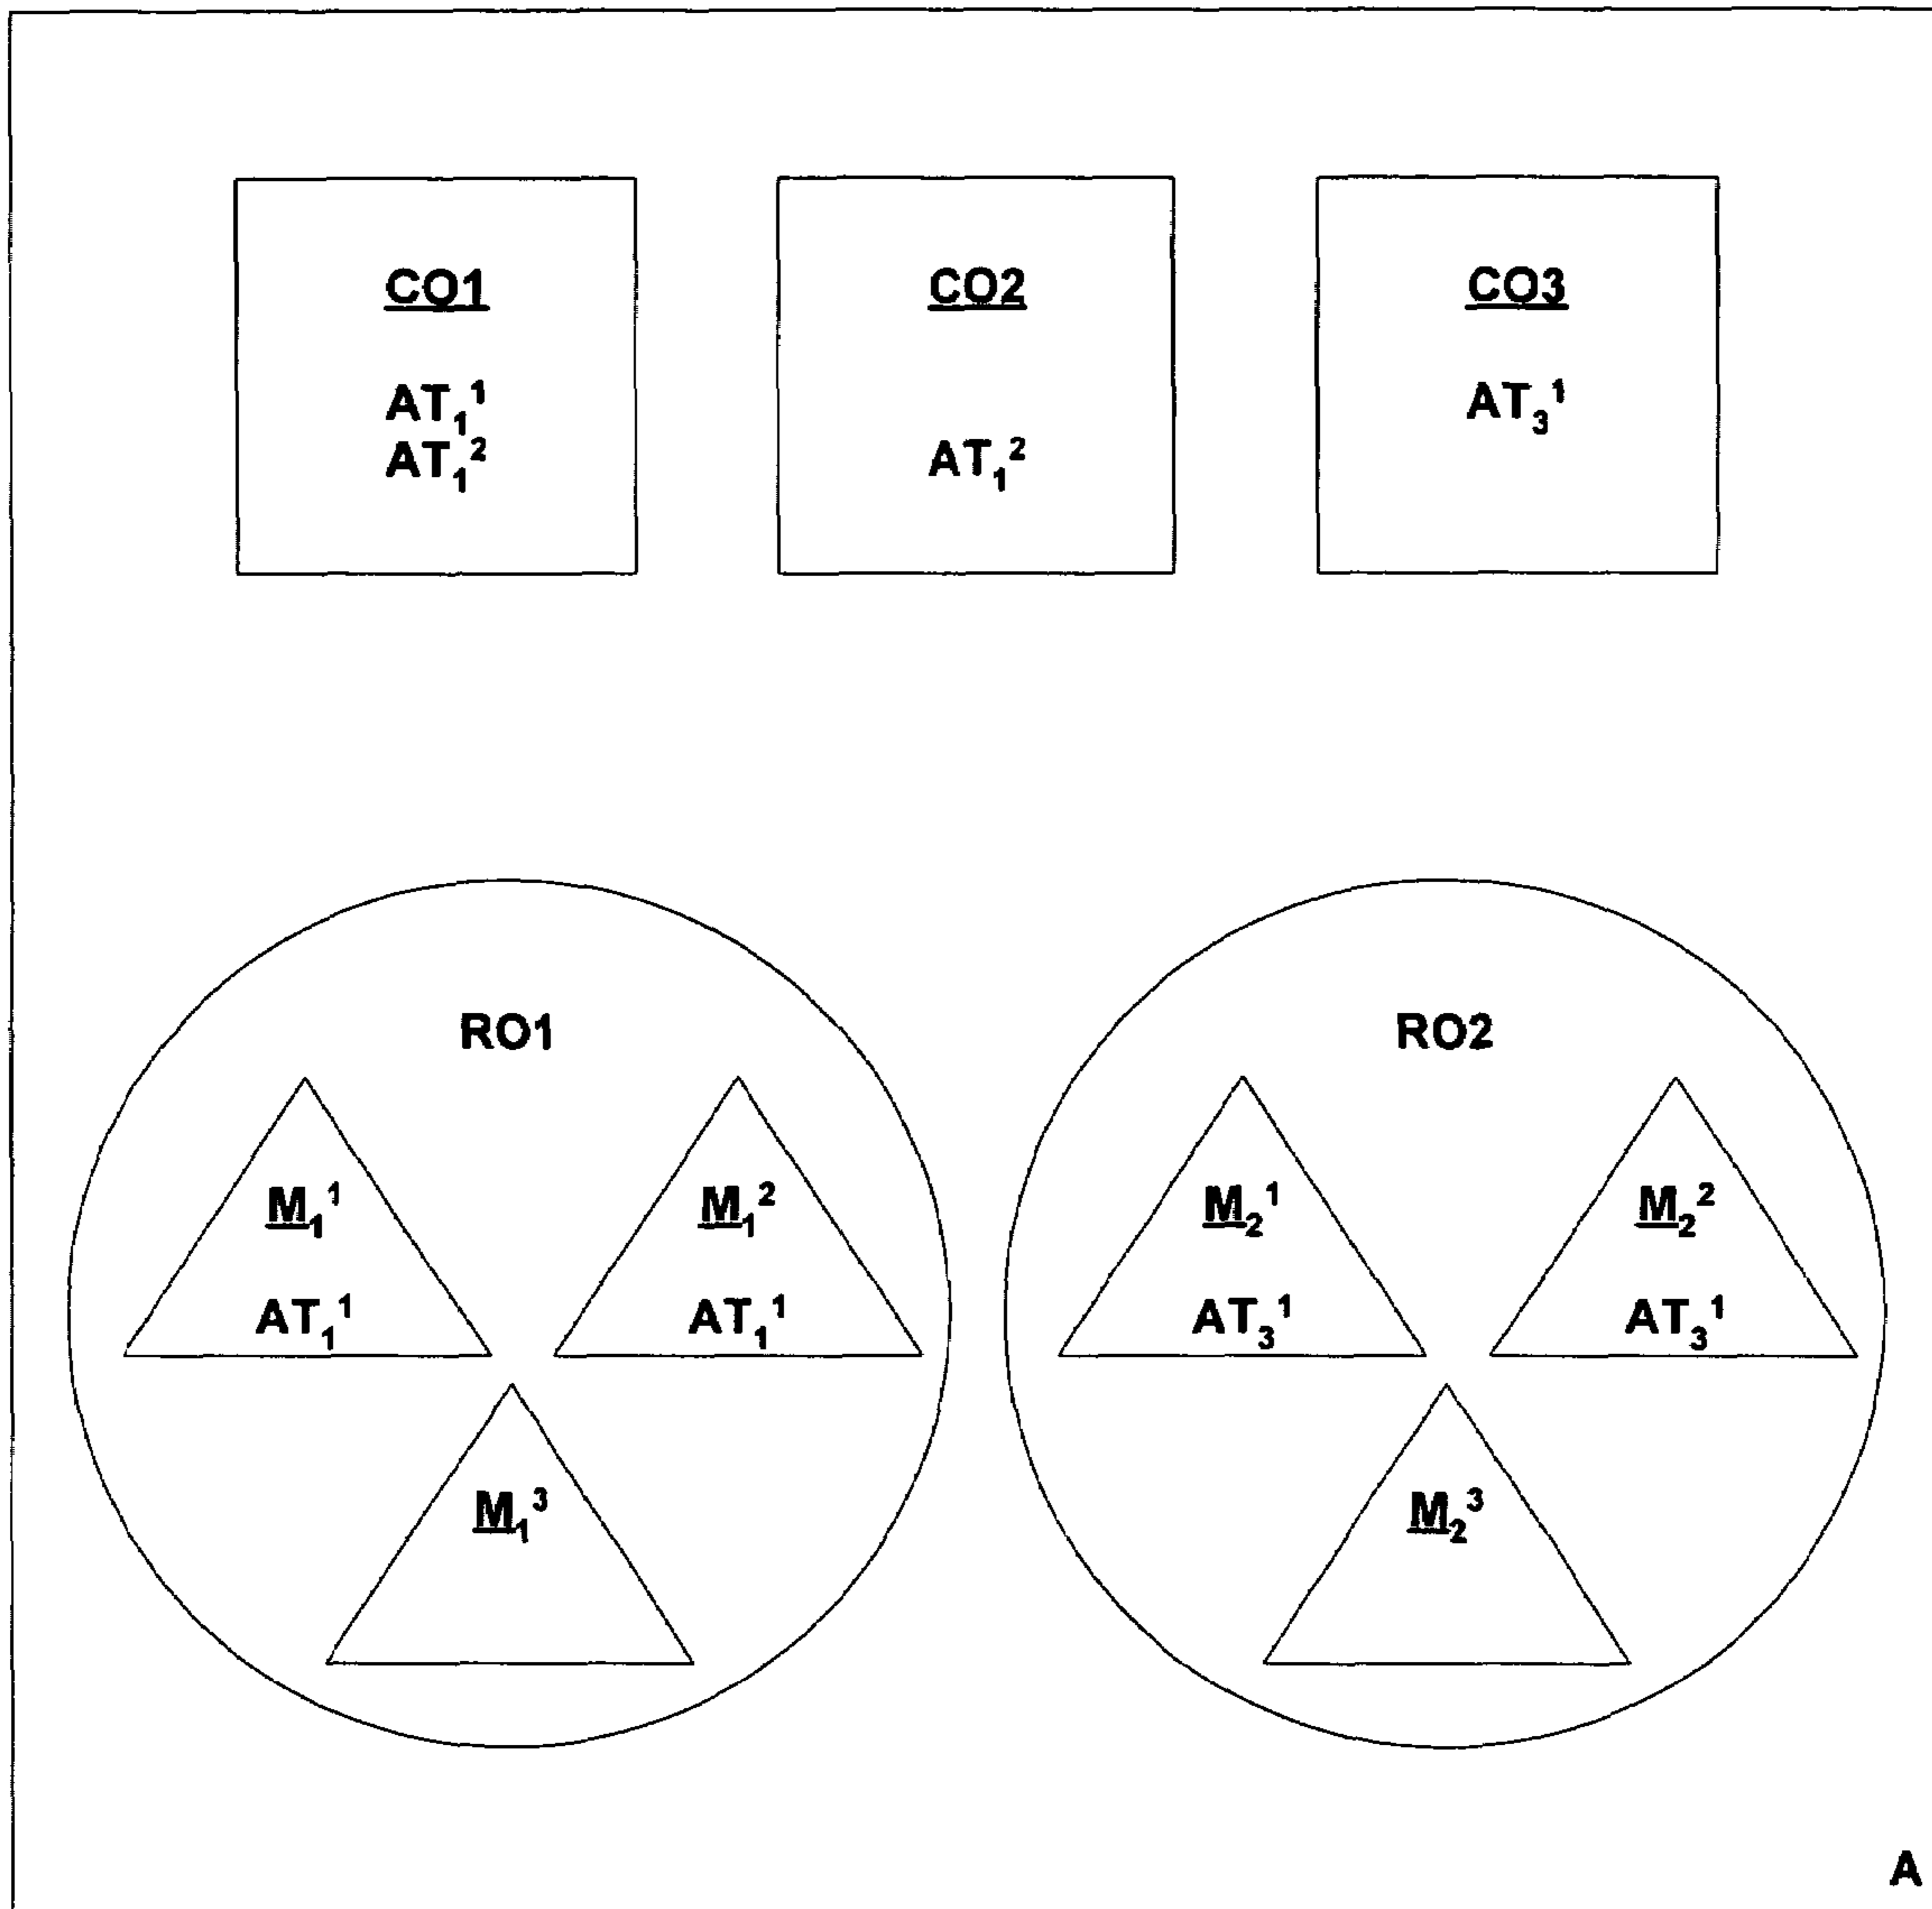 CO1 CO2 CO3
AT₁¹ AT₃¹
AT₁² AT₁²
RO1 RO2
M₁¹ M₁² M₂¹ M₂²
AT₁¹ AT₁¹ AT₃¹ AT₃¹
M₁³ M₂³
A